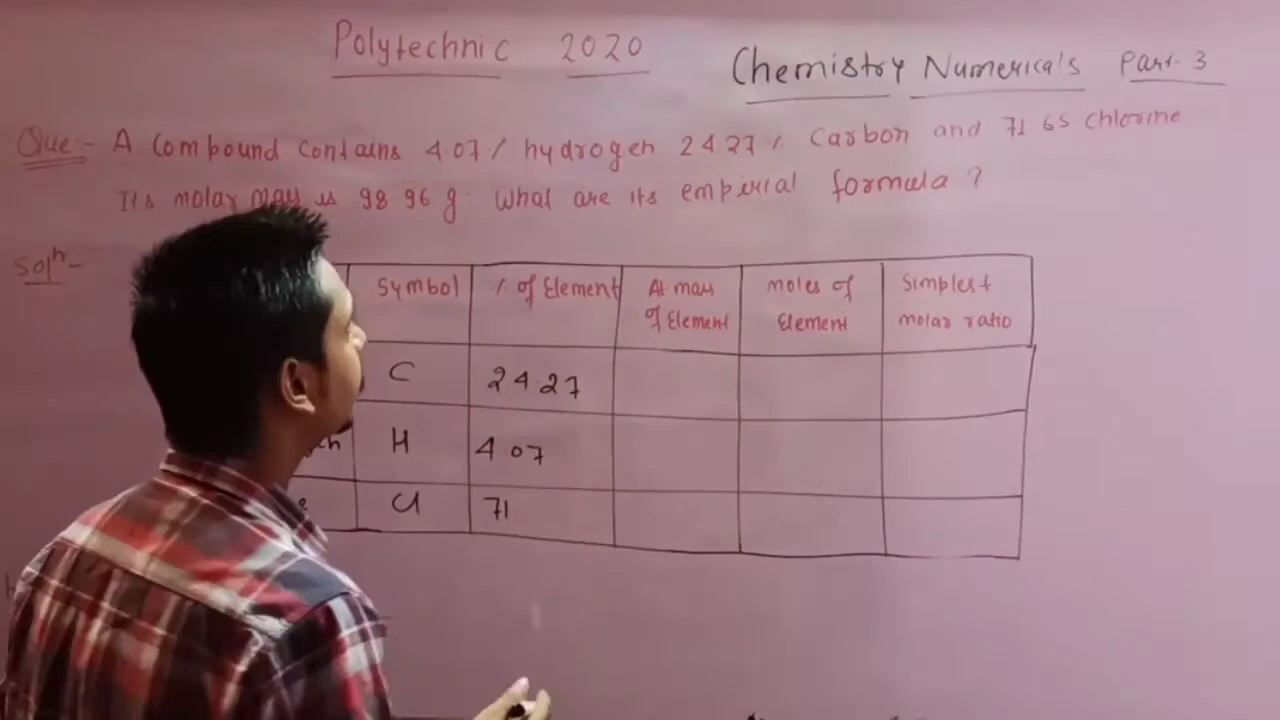 Polytechnic 2020
Chemistry Numericals Part-3
Que:- A Compound contains 4.07% hydrogen 24.27% Carbon and 71.65 Chlorine
Its molar mass is 98.96 g. What are its emperial formula ?
Solⁿ-
Symbol % of Element At mass of Element moles of Element Simplest molar ratio
C 24.27
H 4.07
Cl 71